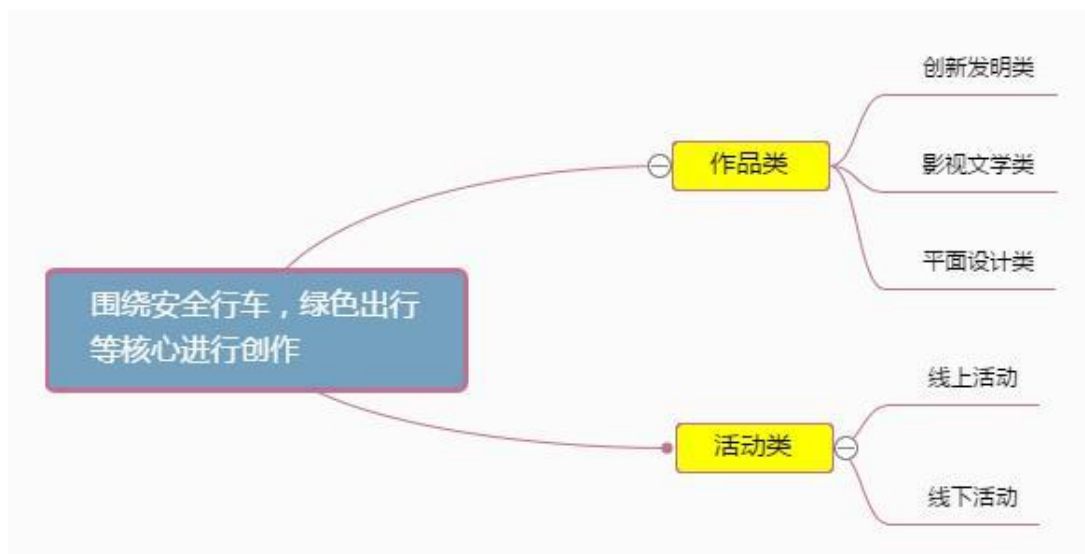 围绕安全行车，绿色出行
等核心进行创作
作品类
创新发明类
影视文学类
平面设计类
活动类
线上活动
线下活动